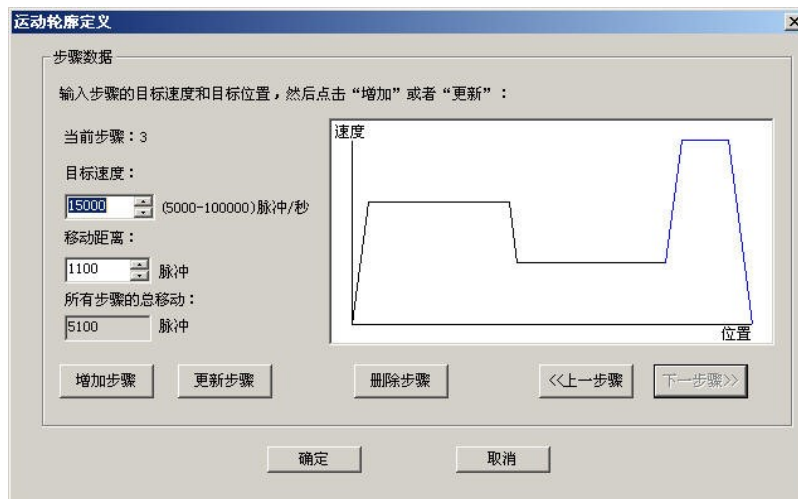 运动轮廓定义
步骤数据
输入步骤的目标速度和目标位置，然后点击“增加”或者“更新”：
当前步骤：3
目标速度：
15000 (5000-100000)脉冲/秒
移动距离：
1100 脉冲
所有步骤的总移动：
5100 脉冲
速度
位置
增加步骤 更新步骤 删除步骤 <<上一步骤 下一步骤>>
确定 取消